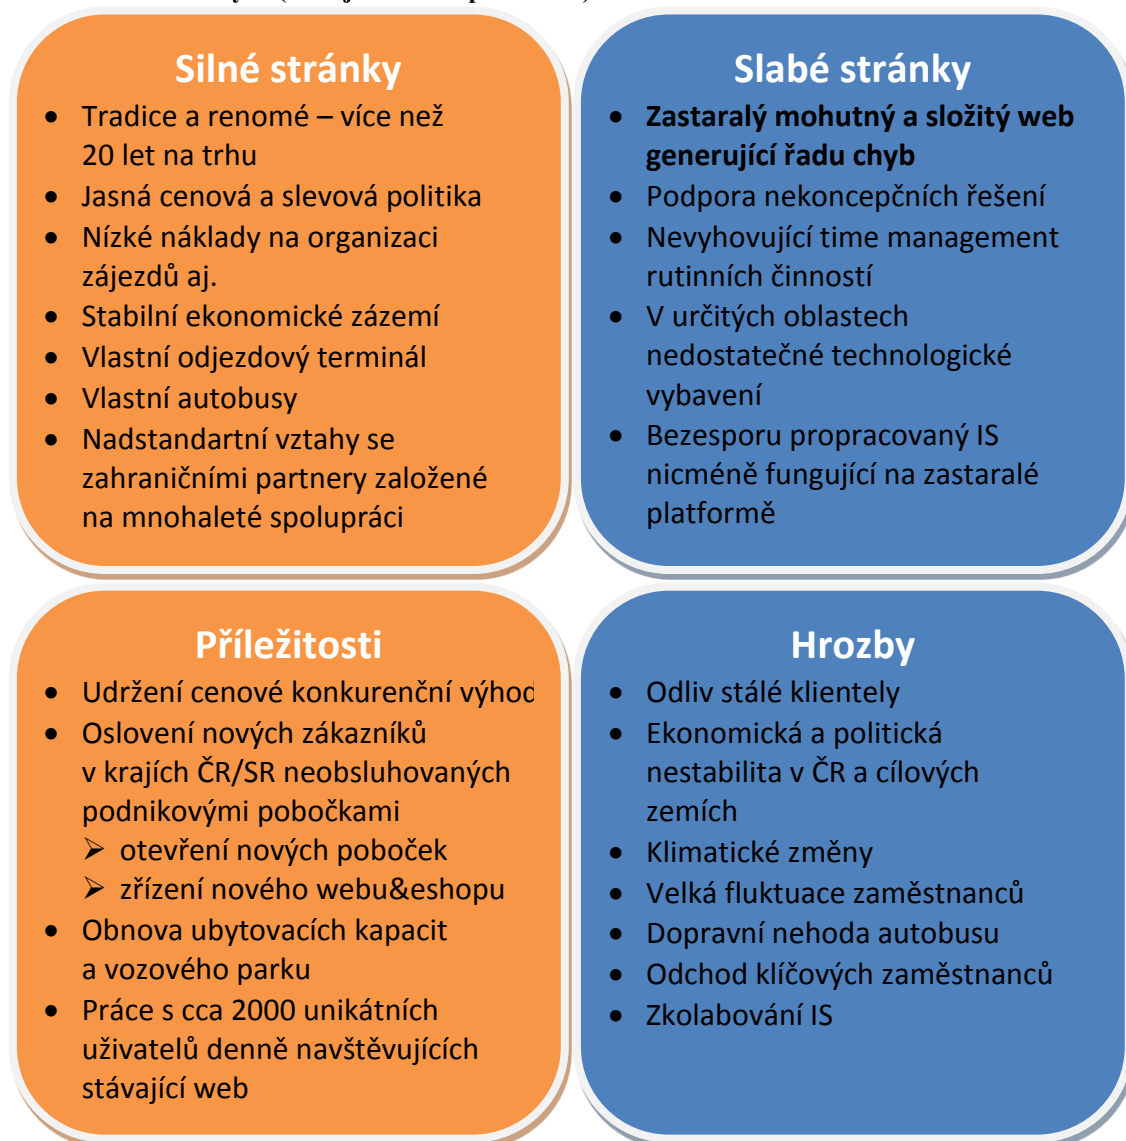 Silné stránky
• Tradice a renomé – více než
20 let na trhu
• Jasná cenová a slevová politika
• Nízké náklady na organizaci
zájezdů aj.
• Stabilní ekonomické zázemí
• Vlastní odjezdový terminál
• Vlastní autobusy
• Nadstandartní vztahy se
zahraničními partnery založené
na mnohaleté spolupráci
Slabé stránky
• Zastaralý mohutný a složitý web
generující řadu chyb
• Podpora nekoncepčních řešení
• Nevyhovující time management
rutinních činností
• V určitých oblastech
nedostatečné technologické
vybavení
• Bezesporu propracovaný IS
nicméně fungující na zastaralé
platformě
Příležitosti
• Udržení cenové konkurenční výhod
• Oslovení nových zákazníků
v krajích ČR/SR neobsluhovaných
podnikovými pobočkami
➢ otevření nových poboček
➢ zřízení nového webu&eshopu
• Obnova ubytovacích kapacit
a vozového parku
• Práce s cca 2000 unikátních
uživatelů denně navštěvujících
stávající web
Hrozby
• Odliv stálé klientely
• Ekonomická a politická
nestabilita v ČR a cílových
zemích
• Klimatické změny
• Velká fluktuace zaměstnanců
• Dopravní nehoda autobusu
• Odchod klíčových zaměstnanců
• Zkolabování IS